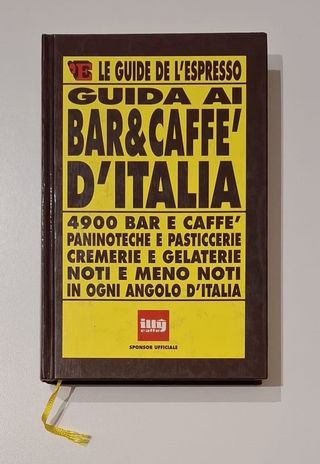 E LE GUIDE DE L'ESPRESSO
GUIDA AI
BAR&CAFFE'
D'ITALIA
4900 BAR E CAFFE'
PANINOTECHE E PASTICCERIE
CREMERIE E GELATERIE
NOTI E MENO NOTI
IN OGNI ANGOLO D'ITALIA
illy
caffè
SPONSOR UFFICIALE